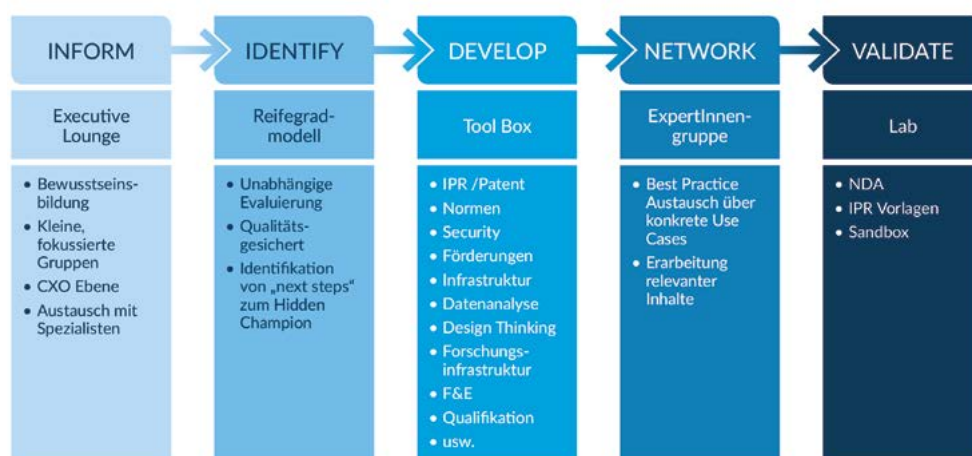 INFORM
IDENTIFY
DEVELOP
NETWORK
VALIDATE
Executive
Lounge
Reifegrad-
modell
Tool Box
ExpertInnen-
gruppe
Lab
• Bewusstseins-
bildung
• Kleine,
fokussierte
Gruppen
• CXO Ebene
• Austausch mit
Spezialisten
• Unabhängige
Evaluierung
• Qualitäts-
gesichert
• Identifikation
von „next steps“
zum Hidden
Champion
• IPR /Patent
• Normen
• Security
• Förderungen
• Infrastruktur
• Datenanalyse
• Design Thinking
• Forschungs-
infrastruktur
• F&E
• Qualifikation
• usw.
• Best Practice
Austausch über
konkrete Use
Cases
• Erarbeitung
relevanter
Inhalte
• NDA
• IPR Vorlagen
• Sandbox